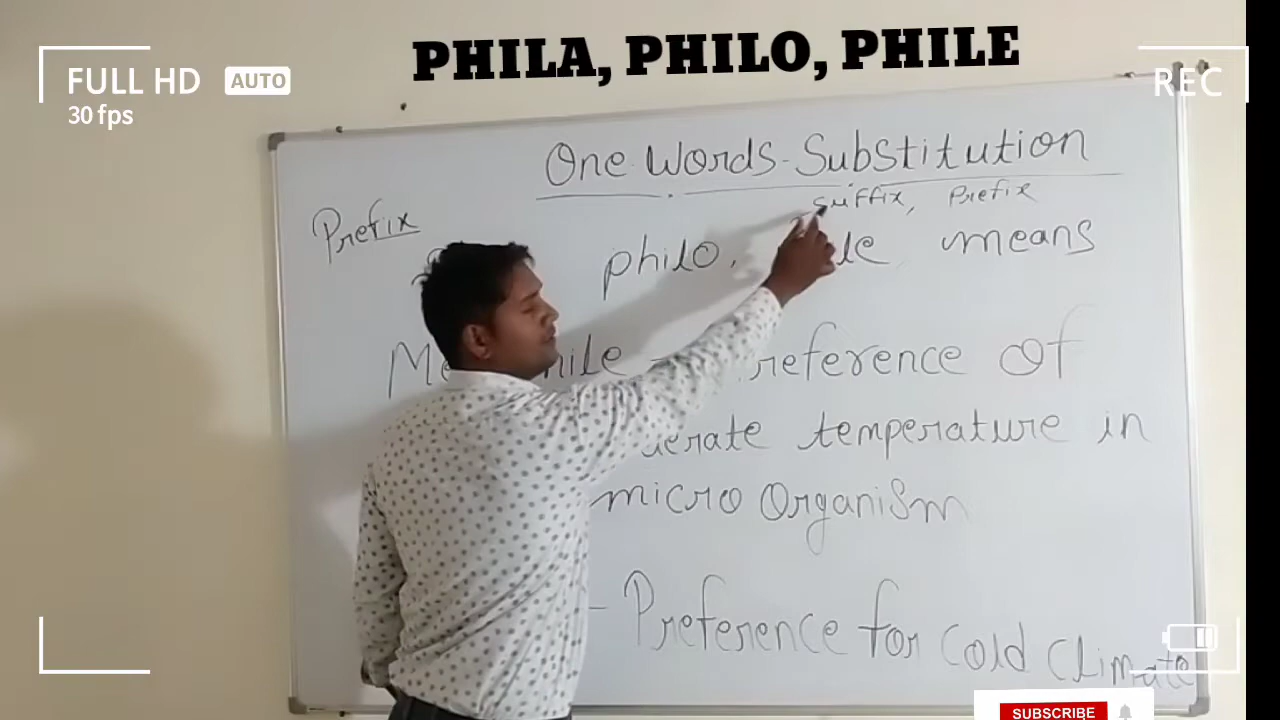 PHILA, PHILO, PHILE
FULL HD AUTO
30 fps
REC
One Words Substitution
Suffix, Prefix
Prefix
philo, means
Preference Of
temperature in
micro Organism
- Preference for Cold Climate
SUBSCRIBE